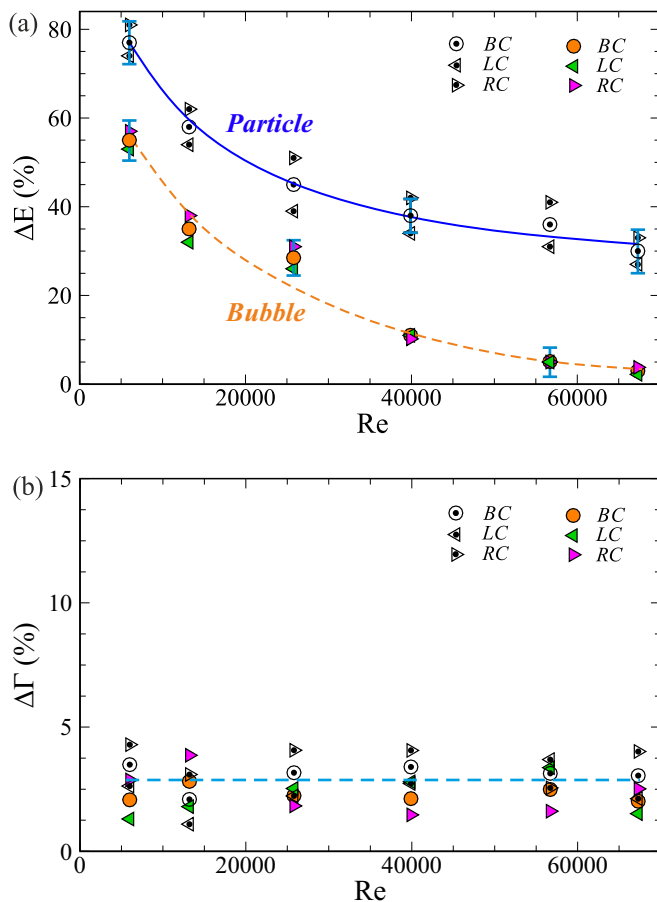 (a)
80
60
40
20
0
ΔE (%)
BC BC
LC LC
RC RC
Particle
Bubble
0 20000 40000 60000
Re
(b)
15
10
5
0
ΔΓ (%)
BC BC
LC LC
RC RC
0 20000 40000 60000
Re